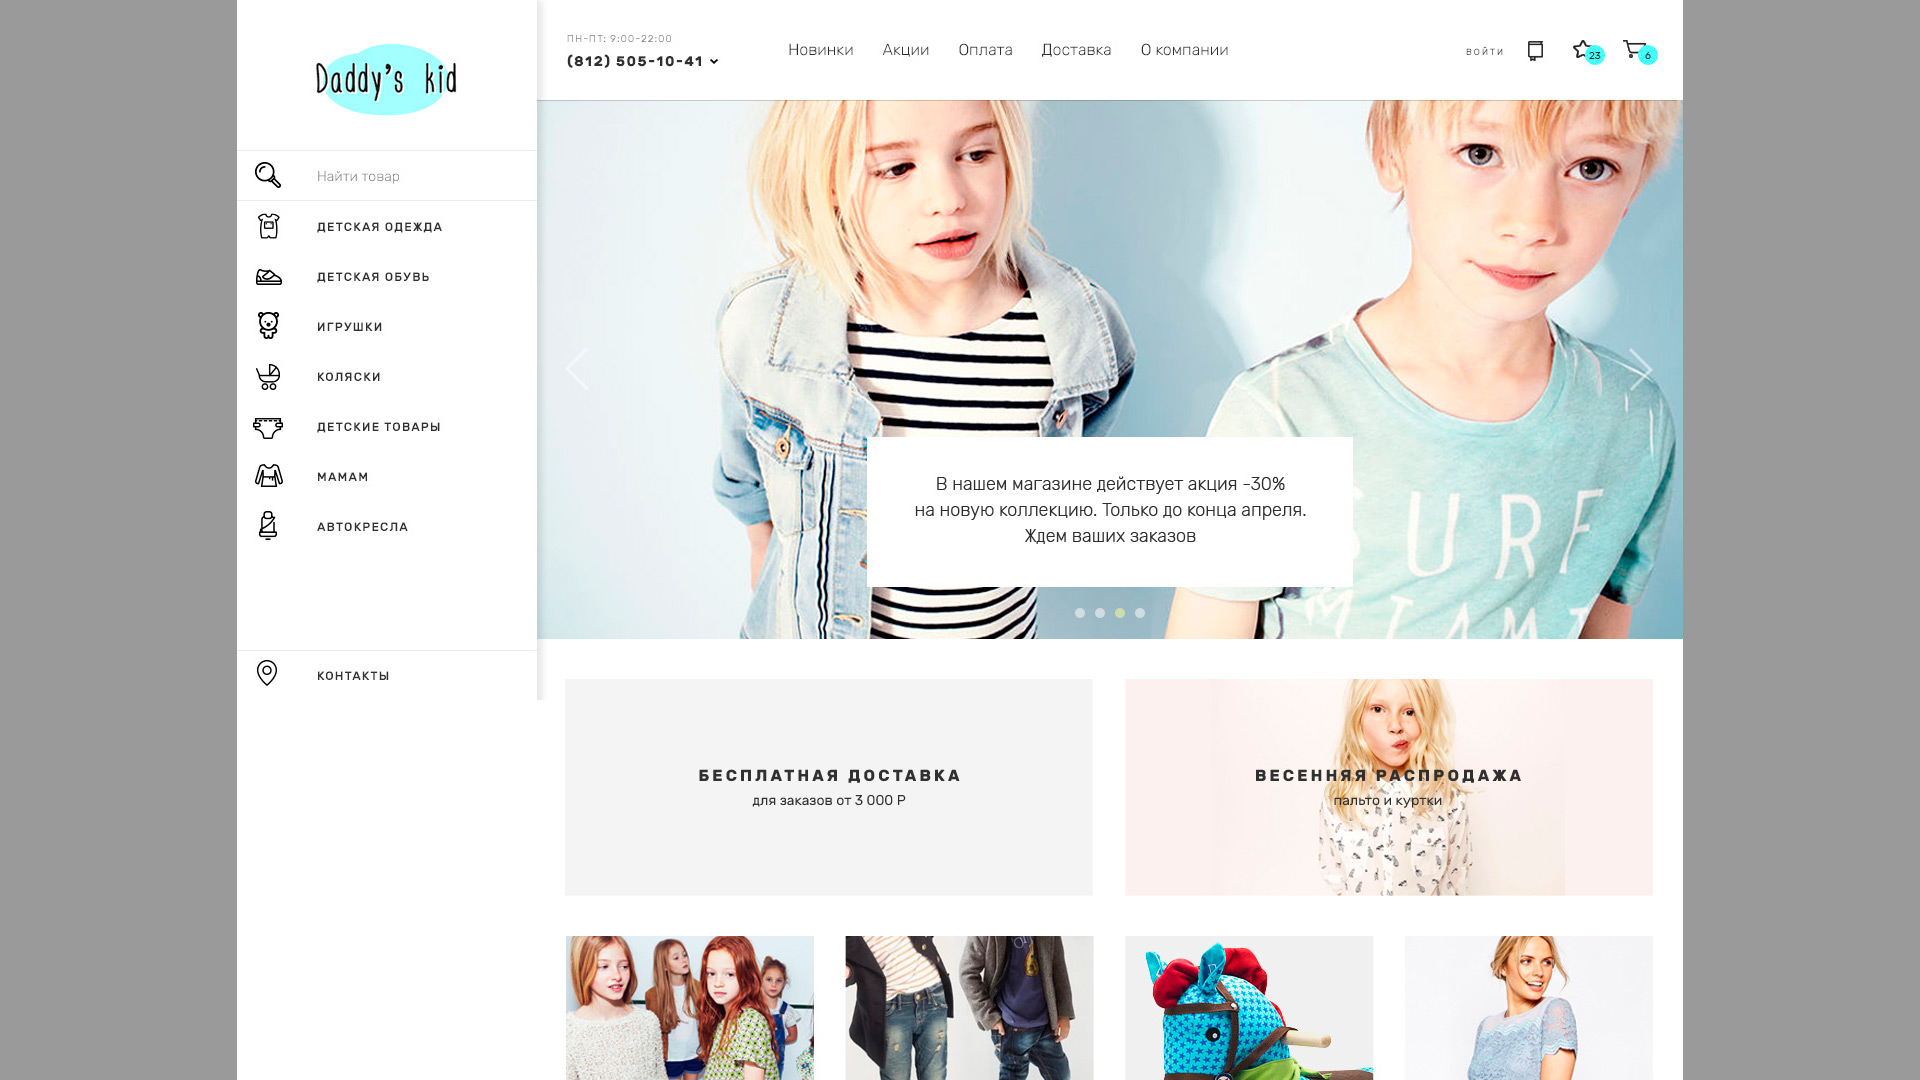 Daddy's kid
Найти товар
ДЕТСКАЯ ОДЕЖДА
ДЕТСКАЯ ОБУВЬ
ИГРУШКИ
КОЛЯСКИ
ДЕТСКИЕ ТОВАРЫ
МАМАМ
АВТОКРЕСЛА
КОНТАКТЫ
ПН-ПТ: 9:00-22:00
(812) 505-10-41
Новинки Акции Оплата Доставка О компании
ВОЙТИ 23 6
В нашем магазине действует акция -30%
на новую коллекцию. Только до конца апреля.
Ждем ваших заказов
SURF
MIAMI
БЕСПЛАТНАЯ ДОСТАВКА
для заказов от 3 000 Р
ВЕСЕННЯЯ РАСПРОДАЖА
пальто и куртки